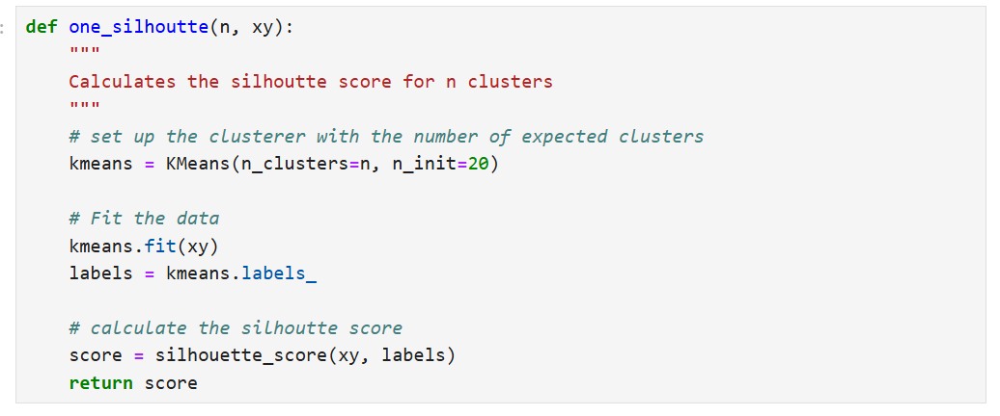 def one_silhoutte(n, xy):
    """
    Calculates the silhoutte score for n clusters
    """
    # set up the clusterer with the number of expected clusters
    kmeans = KMeans(n_clusters=n, n_init=20)

    # Fit the data
    kmeans.fit(xy)
    labels = kmeans.labels_

    # calculate the silhoutte score
    score = silhouette_score(xy, labels)
    return score